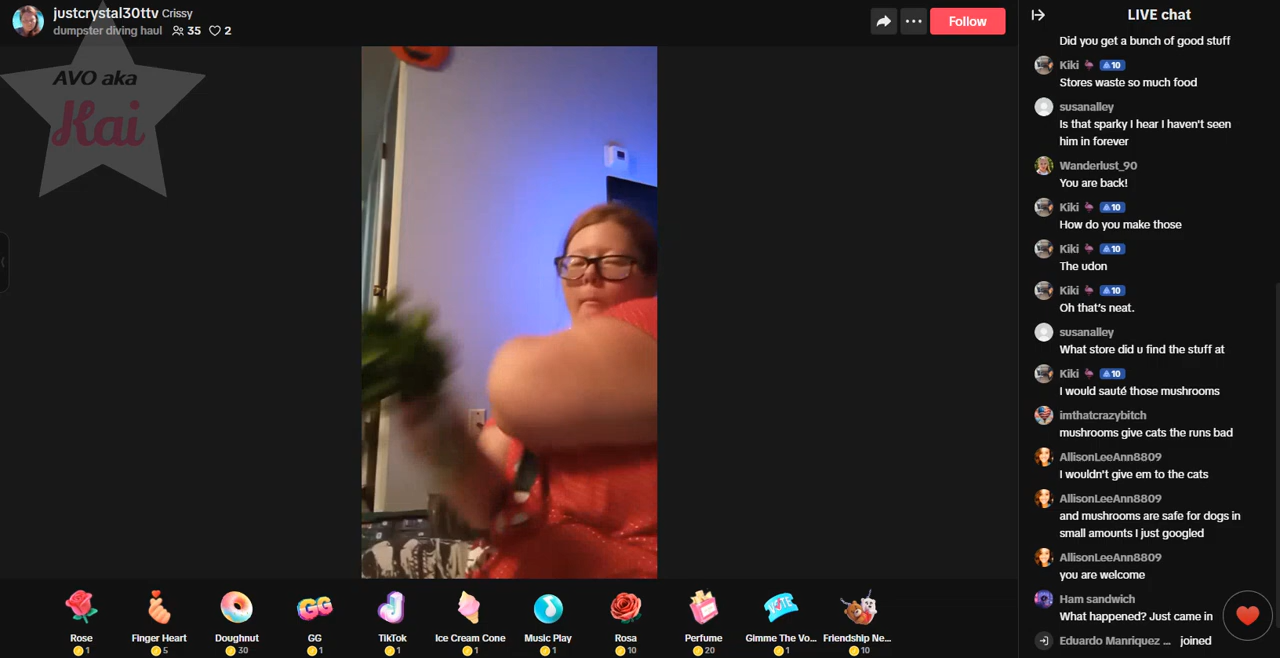 justcrystal30ttv Crissy
dumpster diving haul 35 2
Follow
AVO aka
Kai
LIVE chat
Did you get a bunch of good stuff
Kiki 10
Stores waste so much food
susanalley
Is that sparky I hear I haven't seen
him in forever
Wanderlust_90
You are back!
Kiki 10
How do you make those
Kiki 10
The udon
Kiki 10
Oh that's neat.
susanalley
What store did u find the stuff at
Kiki 10
I would sauté those mushrooms
imthatcrazybitch
mushrooms give cats the runs bad
AllisonLeeAnn8809
I wouldn't give em to the cats
AllisonLeeAnn8809
and mushrooms are safe for dogs in
small amounts I just googled
AllisonLeeAnn8809
you are welcome
Ham sandwich
What happened? Just came in
Eduardo Manriquez ... joined
GG
Rose Finger Heart Doughnut GG TikTok Ice Cream Cone Music Play Rosa Perfume Gimme The Vo... Friendship Ne...
1 5 30 1 1 1 1 10 20 1 10